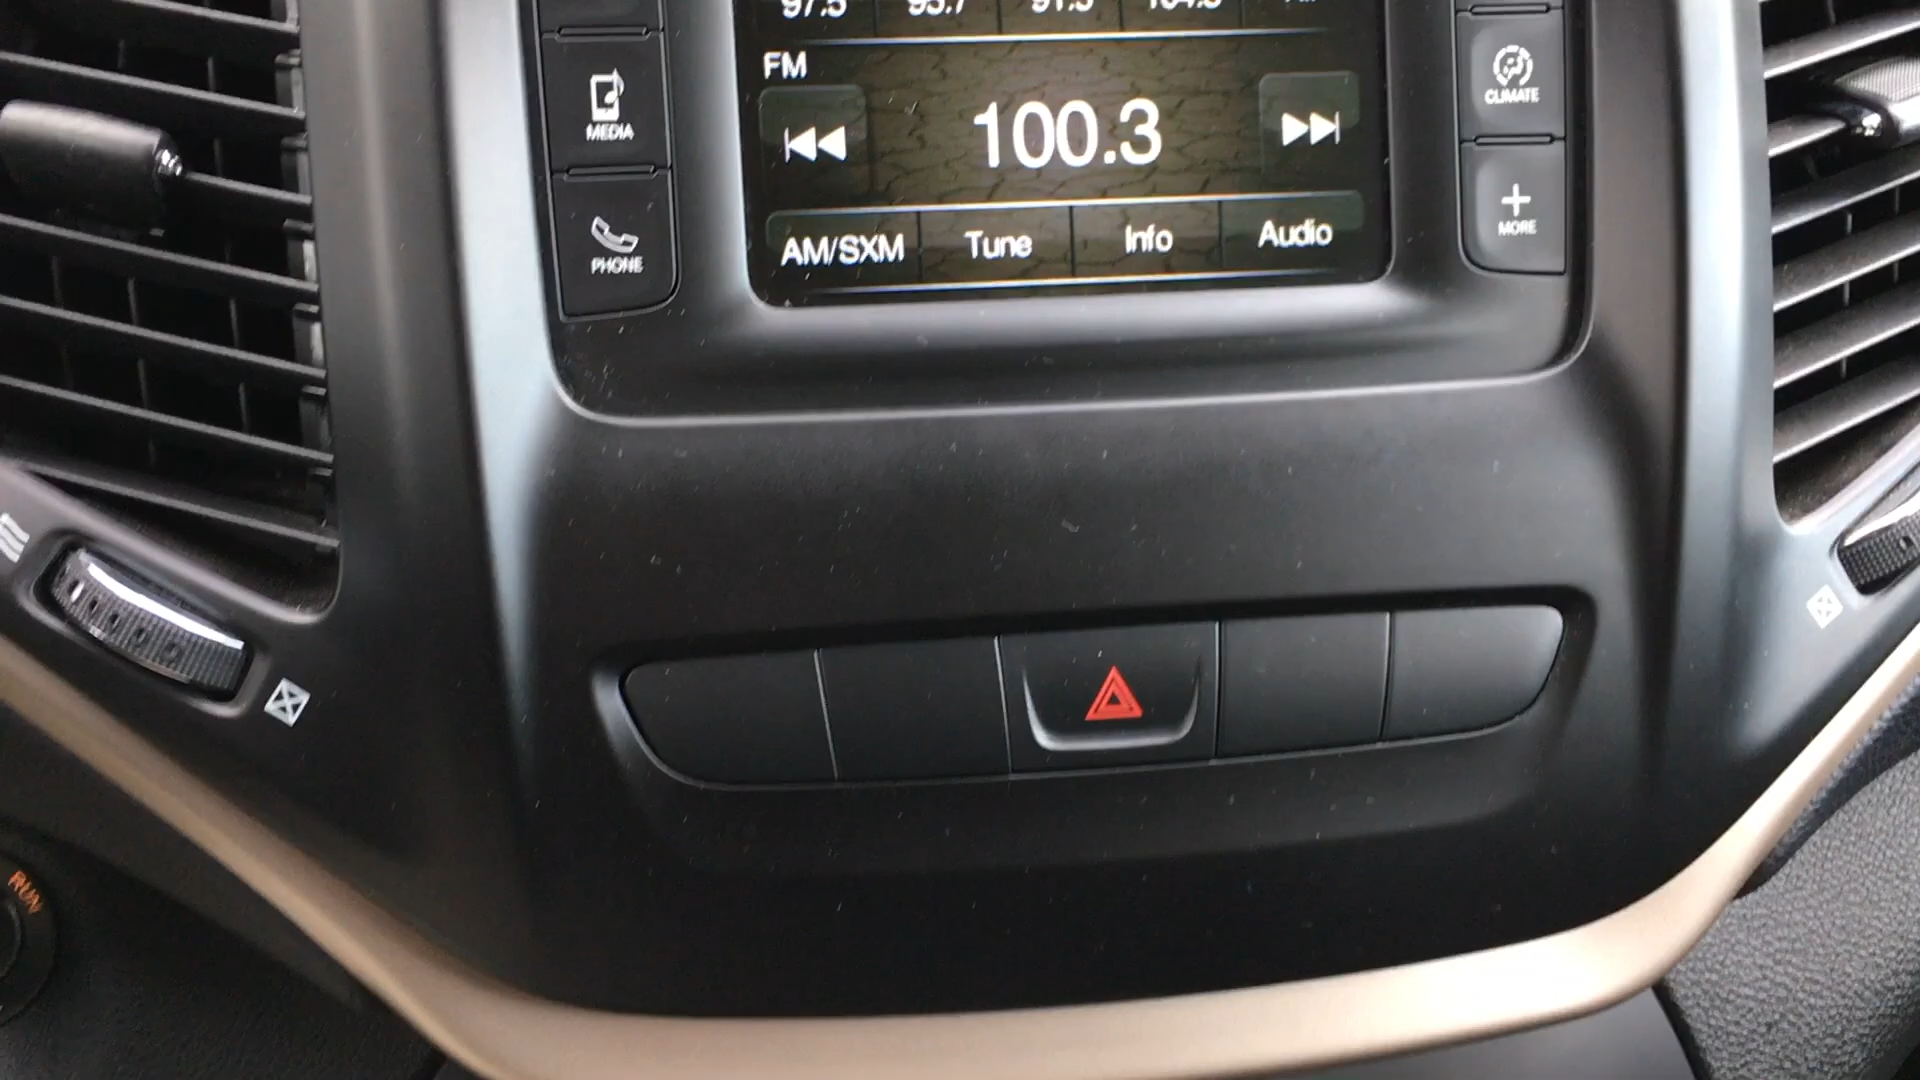 97.5 95.7 91.5 104.3
FM
100.3
AM/SXM Tune Info Audio
MEDIA
PHONE
CLIMATE
MORE
RUN